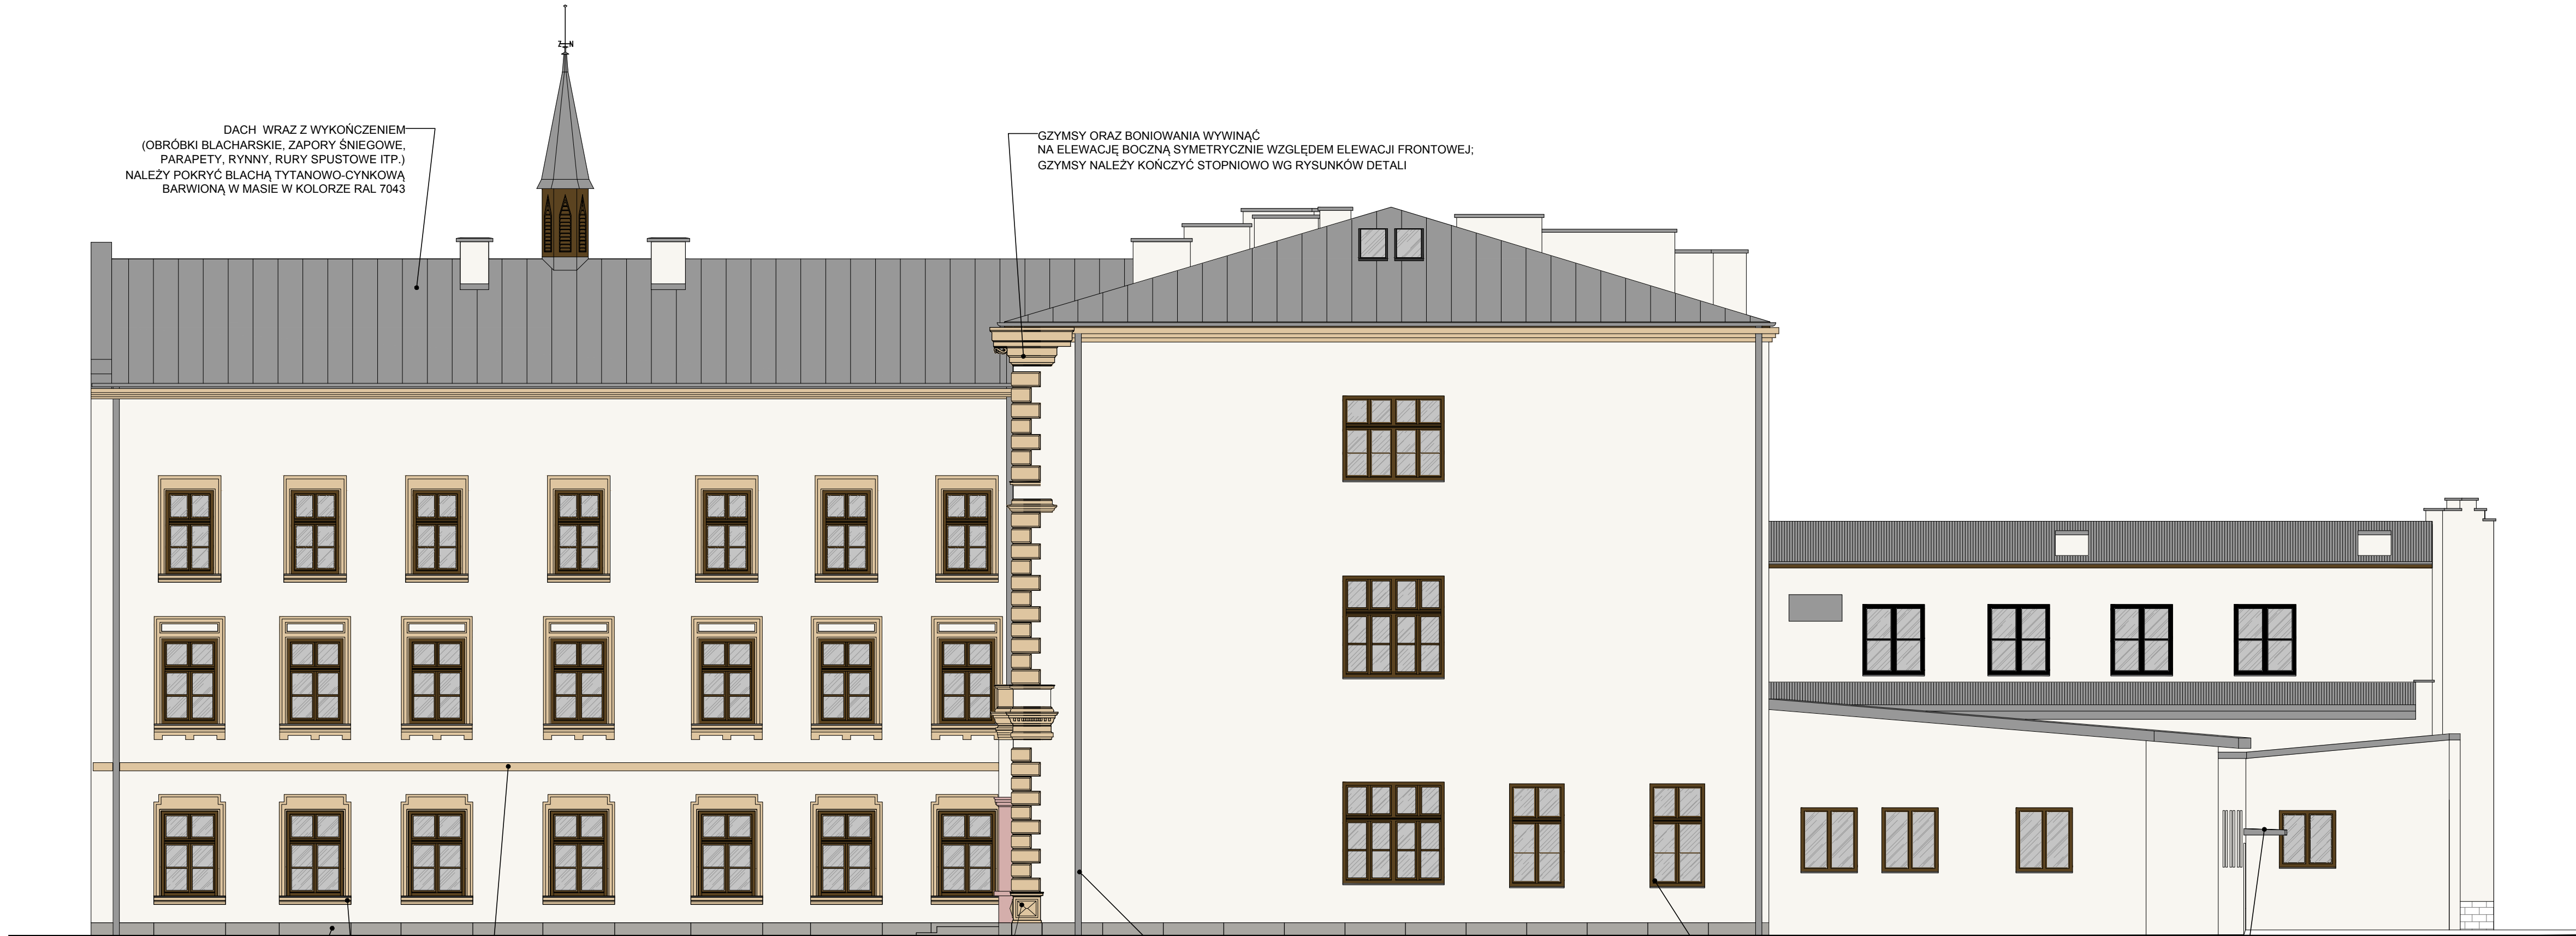 Z N
DACH WRAZ Z WYKOŃCZENIEM
(OBRÓBKI BLACHARSKIE, ZAPORY ŚNIEGOWE,
PARAPETY, RYNNY, RURY SPUSTOWE ITP.)
NALEŻY POKRYĆ BLACHĄ TYTANOWO-CYNKOWĄ
BARWIONĄ W MASIE W KOLORZE RAL 7043
GZYMSY ORAZ BONIOWANIA WYWINĄĆ
NA ELEWACJĘ BOCZNĄ SYMETRYCZNIE WZGLĘDEM ELEWACJI FRONTOWEJ;
GZYMSY NALEŻY KOŃCZYĆ STOPNIOWO WG RYSUNKÓW DETALI